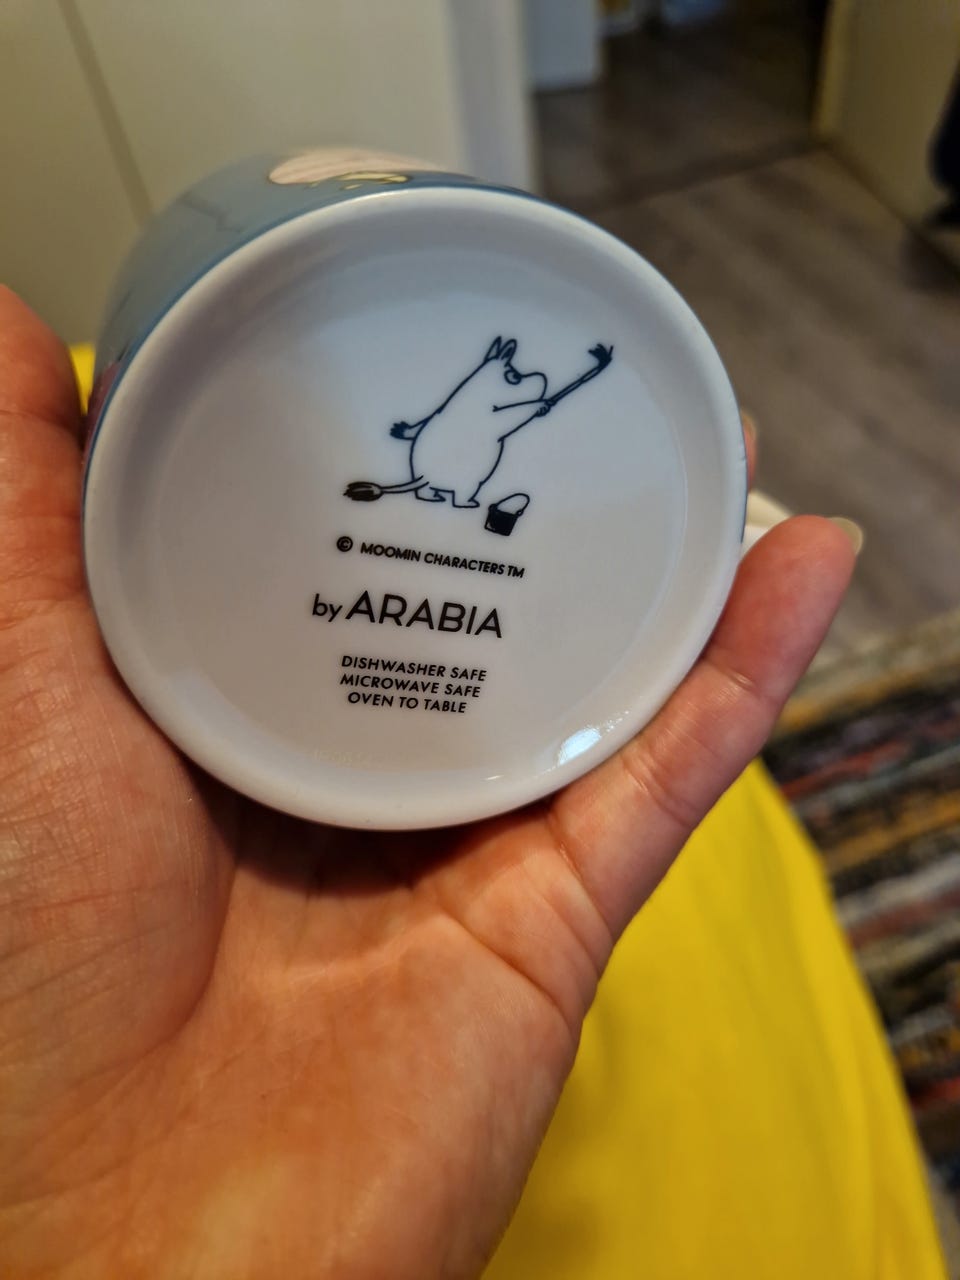 © MOOMIN CHARACTERS TM
by ARABIA
DISHWASHER SAFE
MICROWAVE SAFE
OVEN TO TABLE